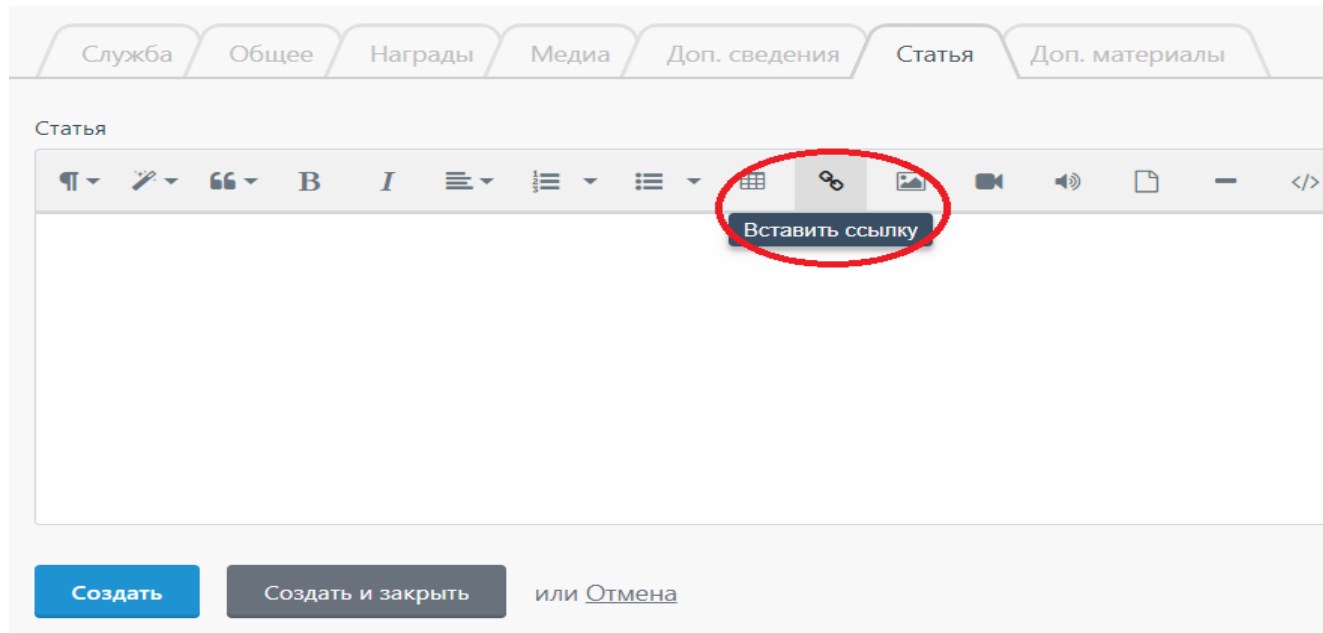 Служба Общее Награды Медиа Доп. сведения Статья Доп. материалы
Статья
B I </>
Вставить ссылку
Создать Создать и закрыть или Отмена